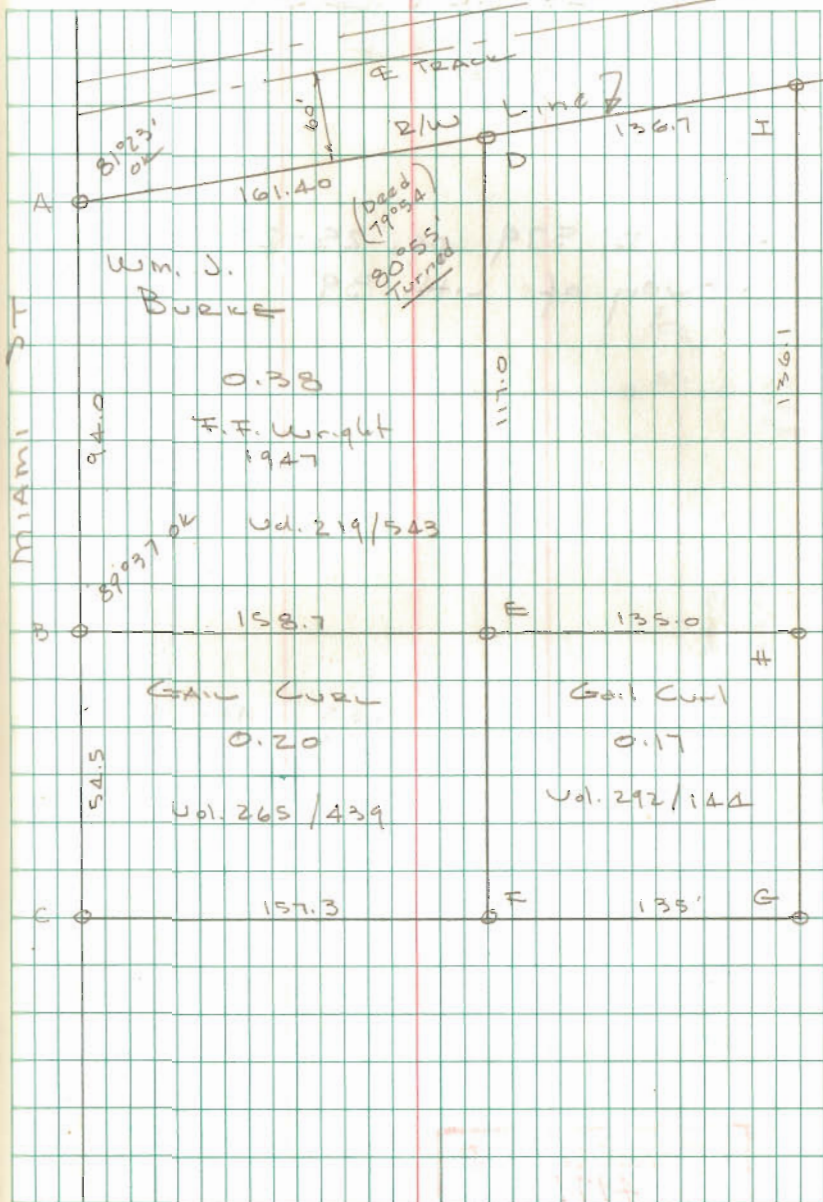 ℄ TRACK
60'
R/W Line
81°23'
OK
136.7
I
D
A
161.40
(Deed
79°54')
80°55'
Turned
Wm. J.
BURKE
MIAMI ST
94.0
117.0
136.1
0.38
F.F. Wright
1947
Vol. 219/543
89°37 OK
B
158.7
E
135.0
H
GAIL CURL
Gail Curl
0.20
0.17
54.5
Vol. 265/439
Vol. 292/144
C
157.3
F
135'
G